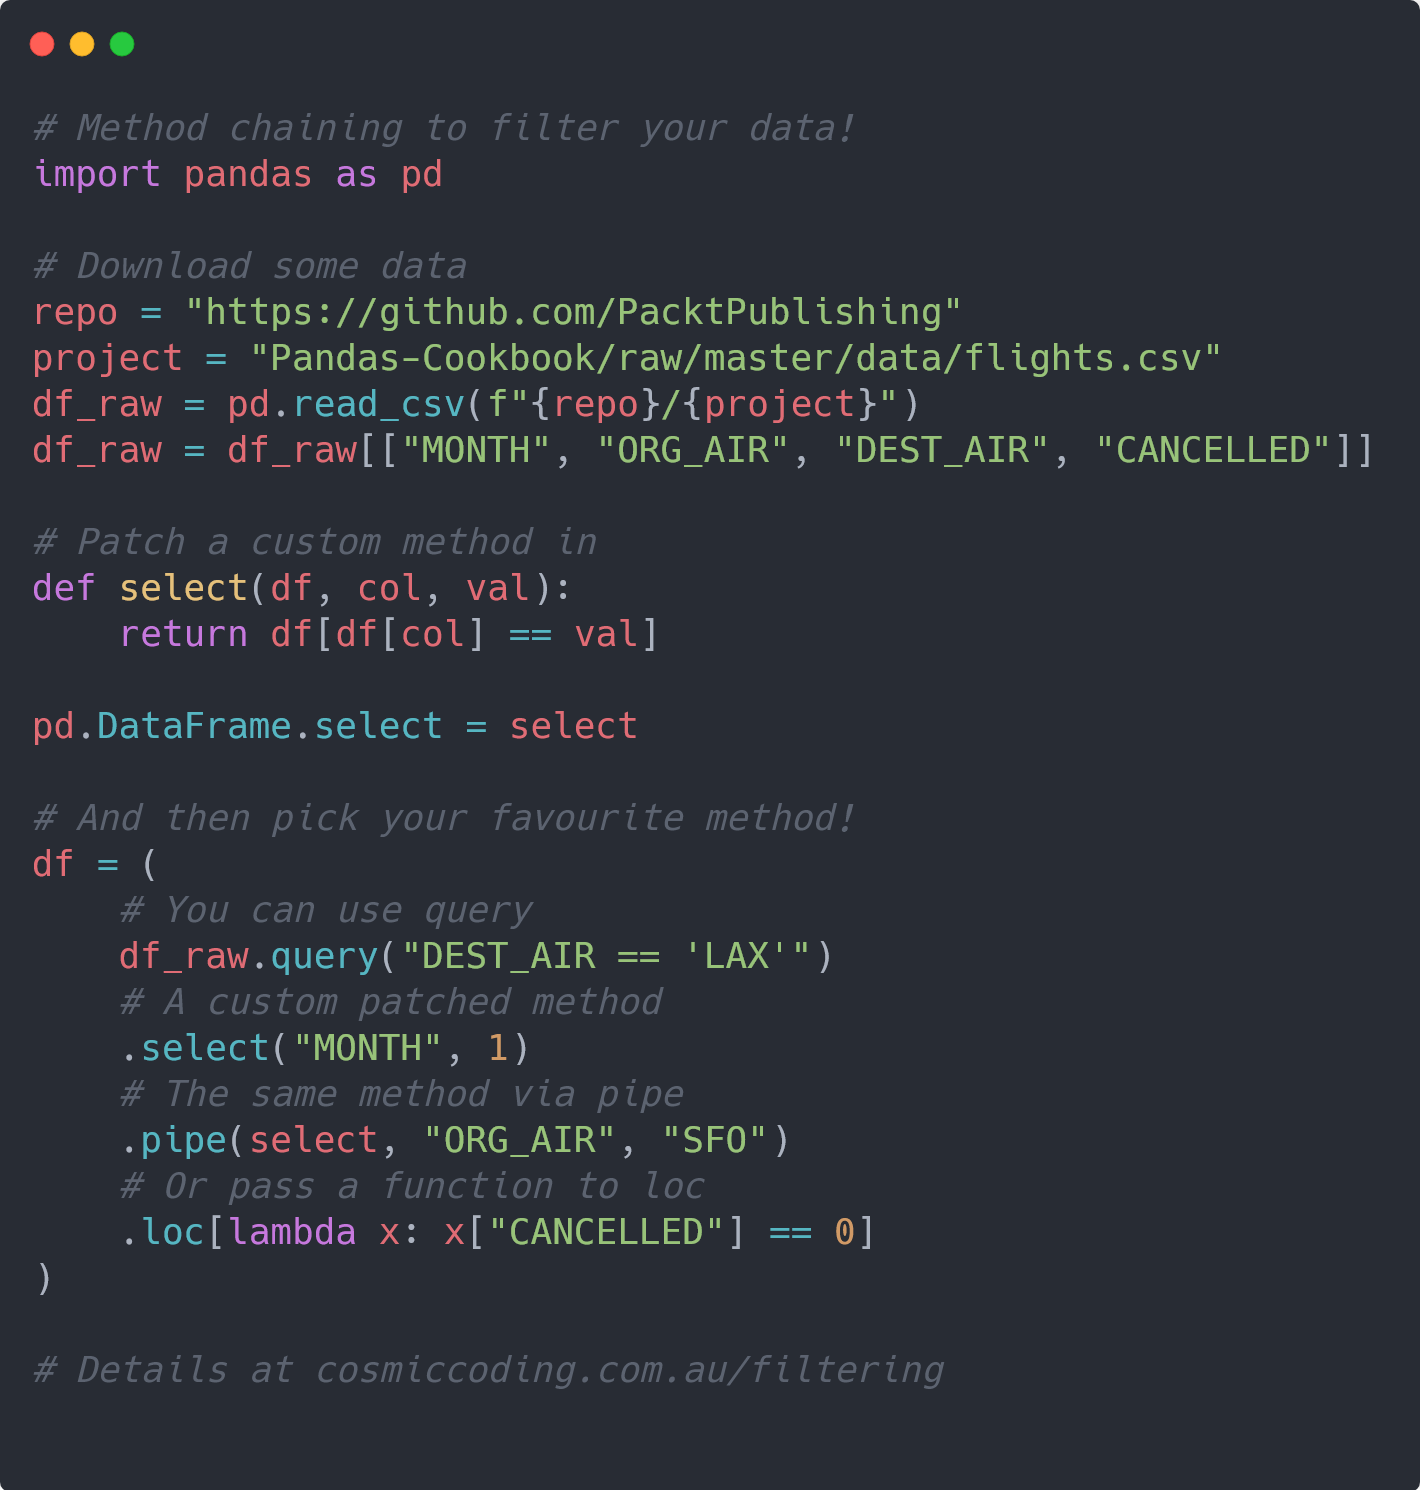 # Method chaining to filter your data!
import pandas as pd

# Download some data
repo = "https://github.com/PacktPublishing"
project = "Pandas-Cookbook/raw/master/data/flights.csv"
df_raw = pd.read_csv(f"{repo}/{project}")
df_raw = df_raw[["MONTH", "ORG_AIR", "DEST_AIR", "CANCELLED"]]

# Patch a custom method in
def select(df, col, val):
    return df[df[col] == val]

pd.DataFrame.select = select

# And then pick your favourite method!
df = (
    # You can use query
    df_raw.query("DEST_AIR == 'LAX'")
    # A custom patched method
    .select("MONTH", 1)
    # The same method via pipe
    .pipe(select, "ORG_AIR", "SFO")
    # Or pass a function to loc
    .loc[lambda x: x["CANCELLED"] == 0]
)

# Details at cosmiccoding.com.au/filtering